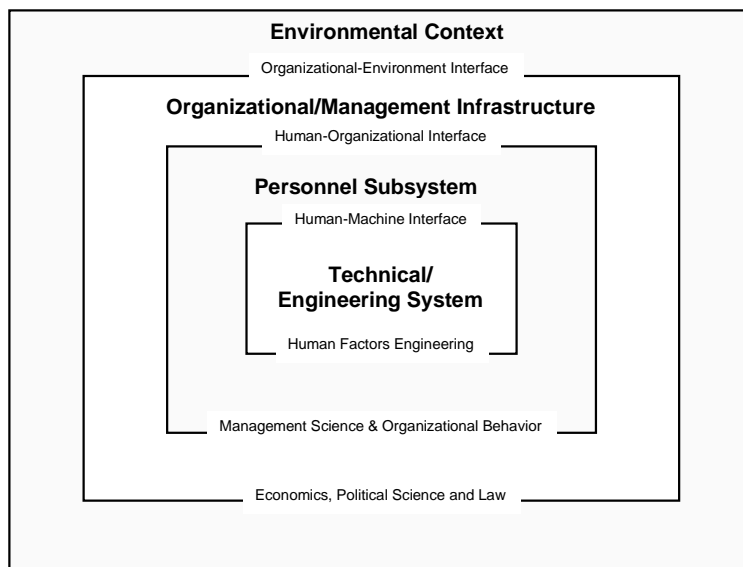 Environmental Context
Organizational-Environment Interface
Organizational/Management Infrastructure
Human-Organizational Interface
Personnel Subsystem
Human-Machine Interface
Technical/
Engineering System
Human Factors Engineering
Management Science & Organizational Behavior
Economics, Political Science and Law